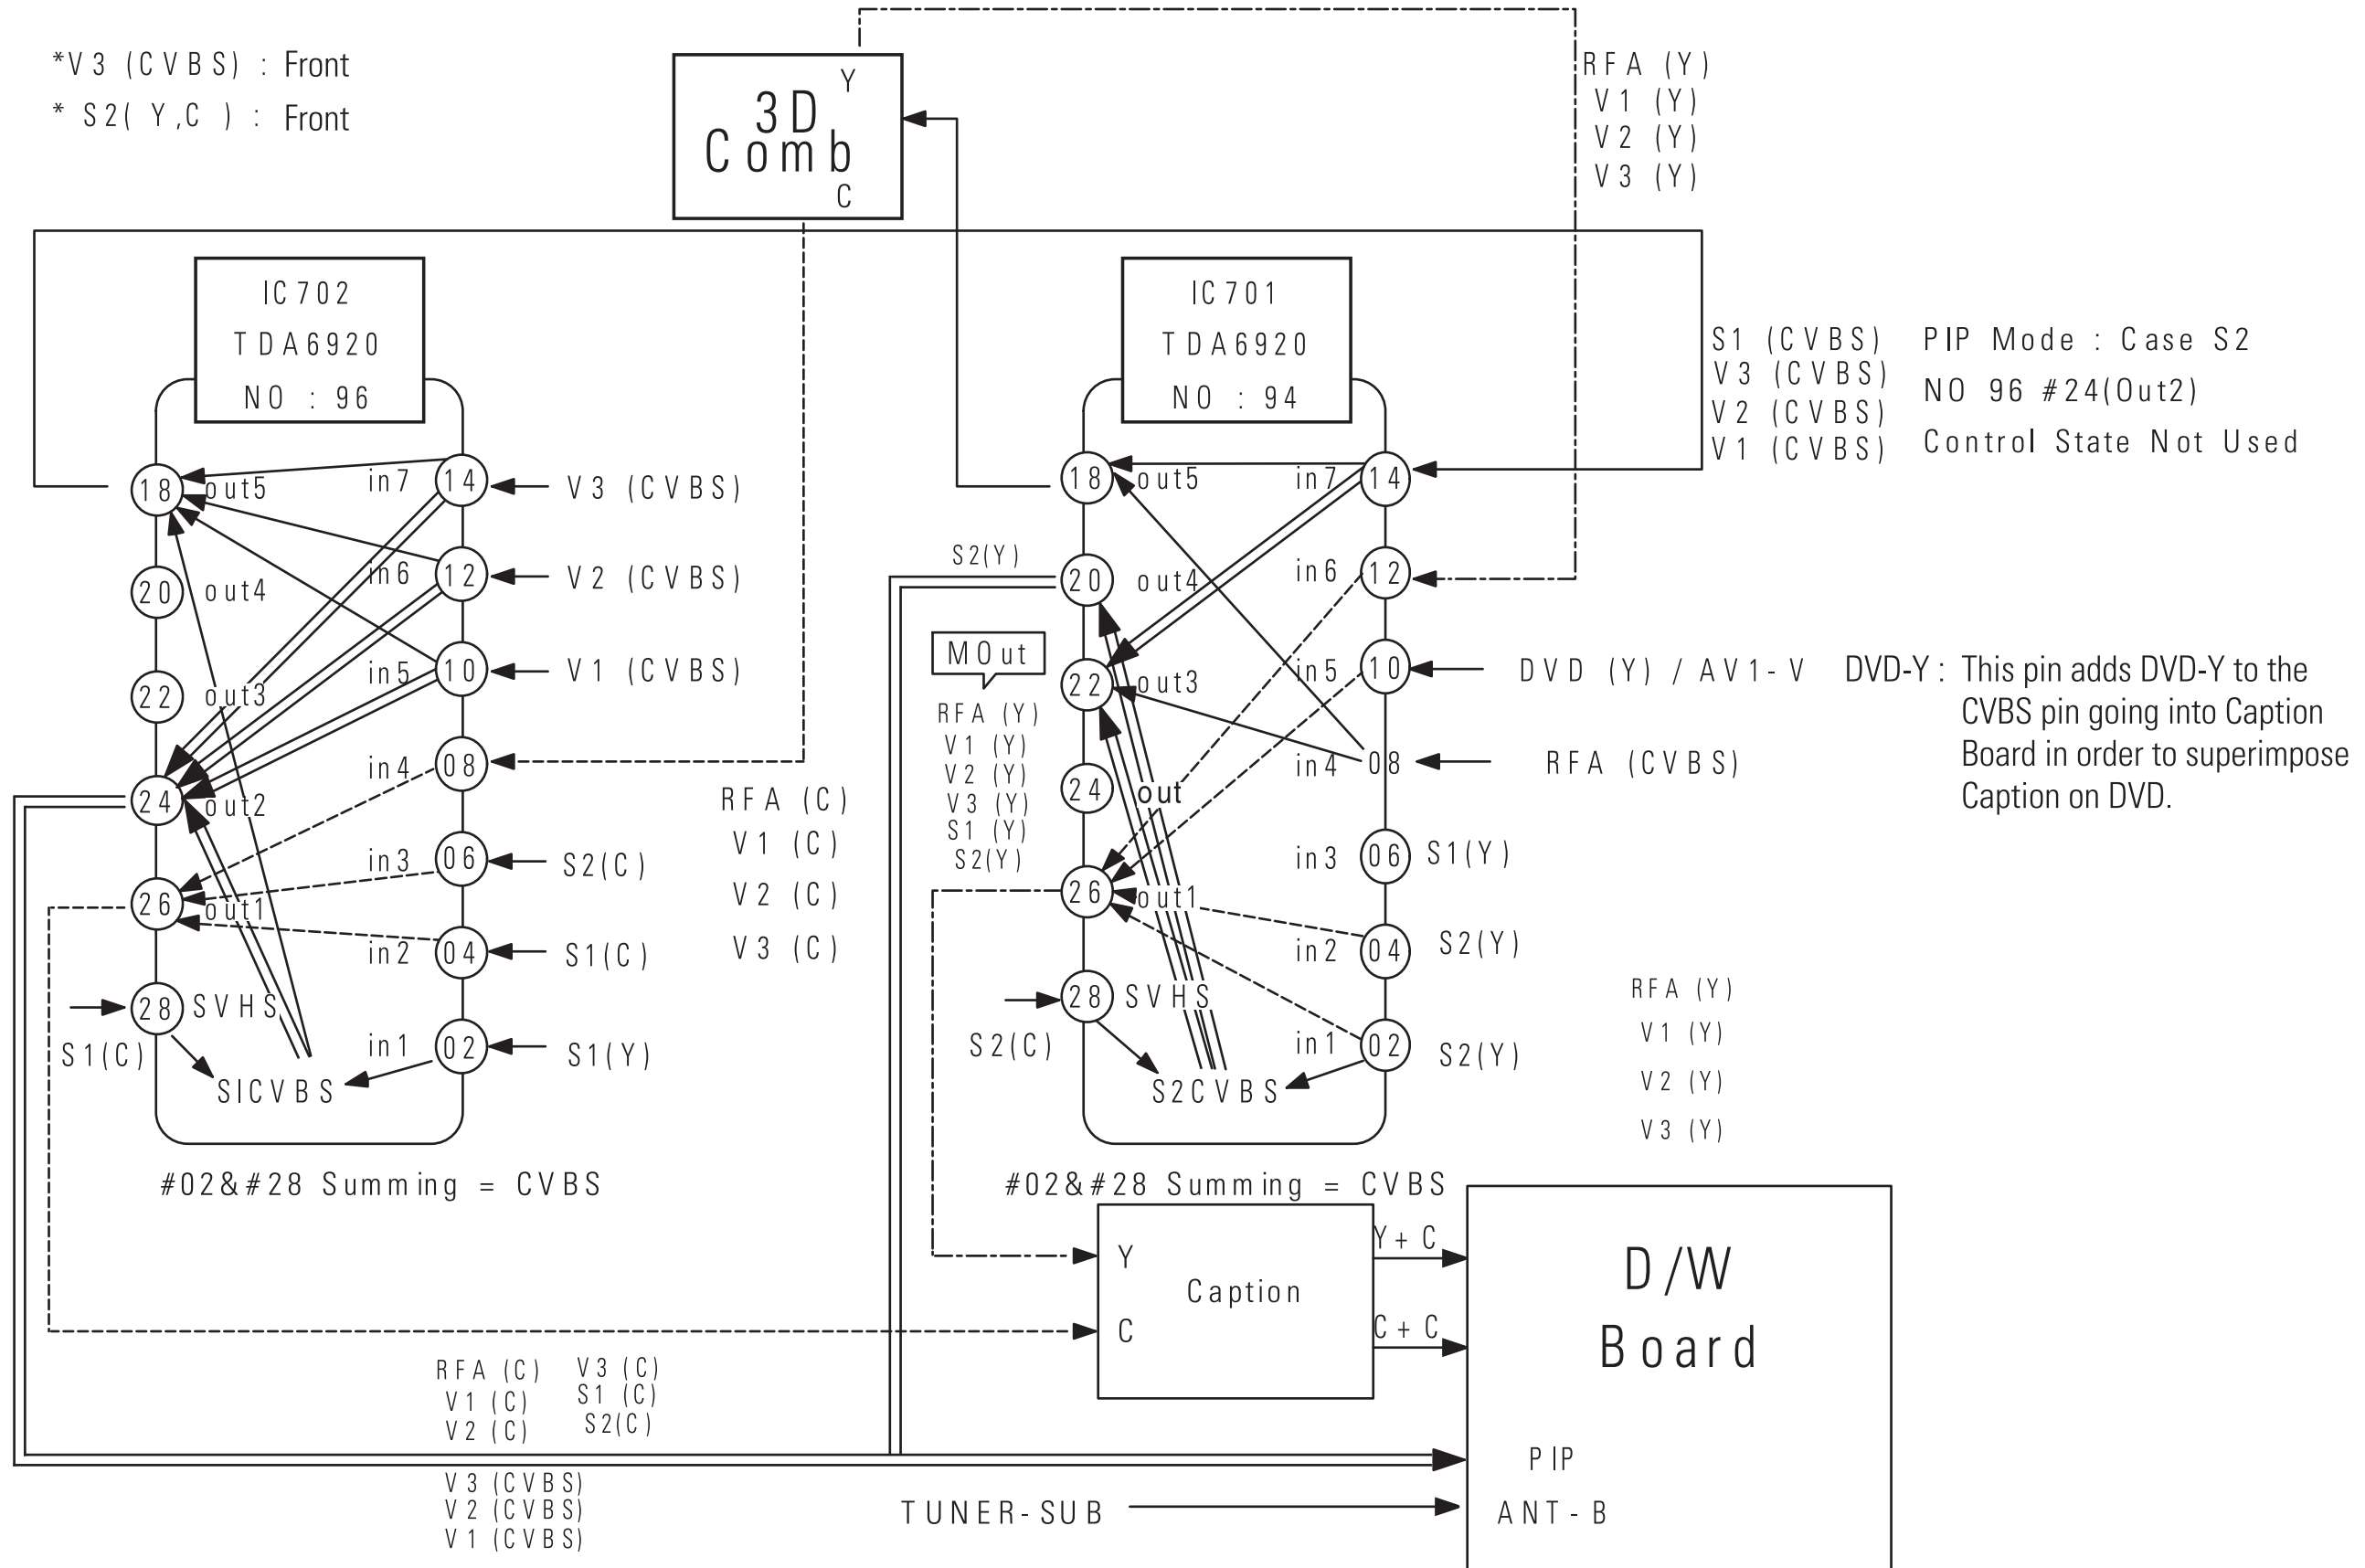 *V3 (CVBS) : Front
* S2( Y,C ) : Front
Y
3D
Comb
C
RFA (Y)
V1 (Y)
V2 (Y)
V3 (Y)
IC702
TDA6920
NO : 96
18 out5
in7 14
V3 (CVBS)
20 out4
in6 12
V2 (CVBS)
22 out3
in5 10
V1 (CVBS)
24 out2
in4 08
26 out1
in3 06
S2(C)
in2 04
S1(C)
28 SVHS
S1(C)
in1 02
S1(Y)
SICVBS
#02&#28 Summing = CVBS
RFA (C)
V1 (C)
V2 (C)
V3 (C)
IC701
TDA6920
NO : 94
18 out5
in7 14
S1 (CVBS)
V3 (CVBS)
V2 (CVBS)
V1 (CVBS)
PIP Mode : Case S2
NO 96 #24(Out2)
Control State Not Used
S2(Y)
20 out4
in6 12
MOut
22 out3
in5 10
DVD (Y) / AV1-V
DVD-Y : This pin adds DVD-Y to the
CVBS pin going into Caption
Board in order to superimpose
Caption on DVD.
RFA (Y)
V1 (Y)
V2 (Y)
V3 (Y)
S1 (Y)
S2(Y)
24 out
in4 08
RFA (CVBS)
in3 06
S1(Y)
26 out1
in2 04
S2(Y)
28 SVHS
S2(C)
in1 02
S2(Y)
S2CVBS
#02&#28 Summing = CVBS
RFA (Y)
V1 (Y)
V2 (Y)
V3 (Y)
Y
Caption
C
Y+ C
C + C
D/W
Board
RFA (C)
V1 (C)
V2 (C)
V3 (C)
S1 (C)
S2(C)
V3 (CVBS)
V2 (CVBS)
V1 (CVBS)
PIP
TUNER-SUB
ANT- B